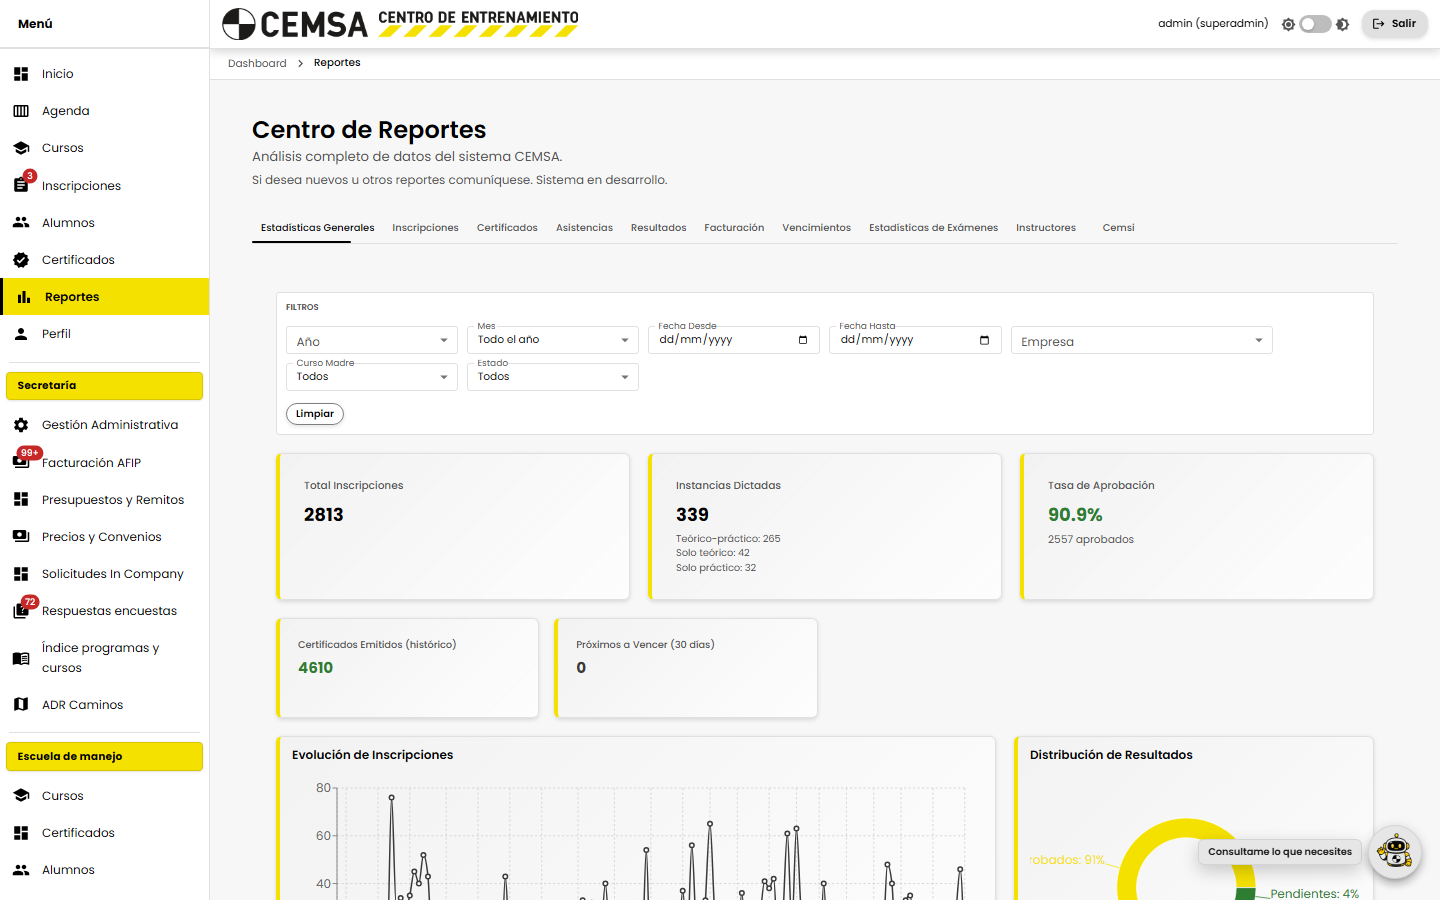 Menú
CEMSA CENTRO DE ENTRENAMIENTO
admin (superadmin)
Salir
Dashboard > Reportes
Inicio
Agenda
Cursos
3
Inscripciones
Alumnos
Certificados
Reportes
Perfil
Secretaría
Gestión Administrativa
99+
Facturación AFIP
Presupuestos y Remitos
Precios y Convenios
Solicitudes In Company
72
Respuestas encuestas
Índice programas y
cursos
ADR Caminos
Escuela de manejo
Cursos
Certificados
Alumnos
Centro de Reportes
Análisis completo de datos del sistema CEMSA.
Si desea nuevos u otros reportes comuníquese. Sistema en desarrollo.
Estadísticas Generales Inscripciones Certificados Asistencias Resultados Facturación Vencimientos Estadísticas de Exámenes Instructores Cemsi
FILTROS
Año
Mes
Todo el año
Fecha Desde
dd/mm/yyyy
Fecha Hasta
dd/mm/yyyy
Empresa
Curso Madre
Todos
Estado
Todos
Limpiar
Total Inscripciones
2813
Instancias Dictadas
339
Teórico-práctico: 265
Solo teórico: 42
Solo práctico: 32
Tasa de Aprobación
90.9%
2557 aprobados
Certificados Emitidos (histórico)
4610
Próximos a Vencer (30 días)
0
Evolución de Inscripciones
80
60
40
Distribución de Resultados
robados: 91%
Pendientes: 4%
Consultame lo que necesites